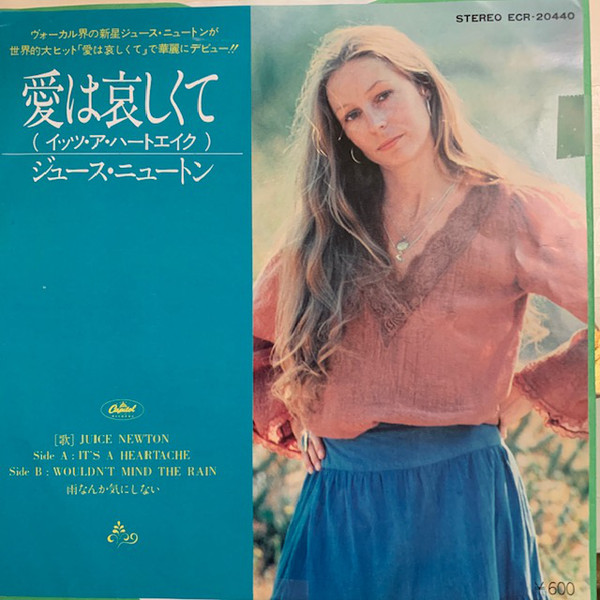 STEREO ECR-20440
ヴォーカル界の新星ジュース・ニュートンが
世界的大ヒット「愛は哀しくて」で華麗にデビュー!!
愛は哀しくて
(イッツ・ア・ハートエイク)
ジュース・ニュートン
Capitol
RECORDS
[歌] JUICE NEWTON
Side A : IT'S A HEARTACHE
Side B : WOULDN'T MIND THE RAIN
雨なんか気にしない
¥600